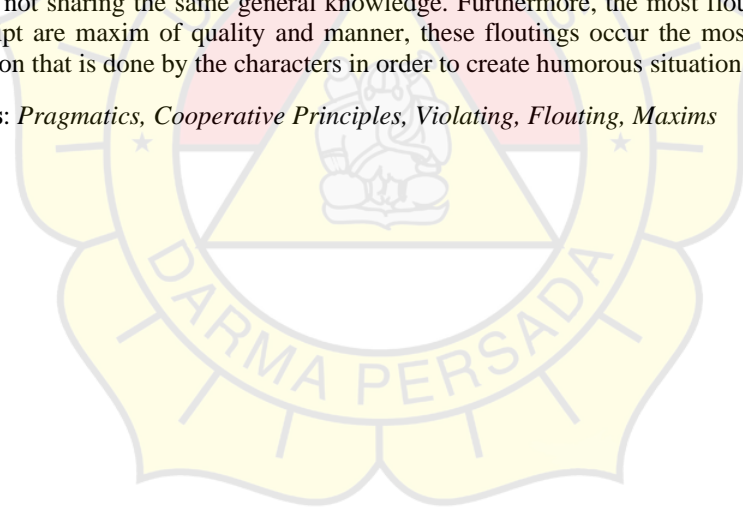 not sharing the same general knowledge. Furthermore, the most flou
pt are maxim of quality and manner, these floutings occur the mos
on that is done by the characters in order to create humorous situation
s: Pragmatics, Cooperative Principles, Violating, Flouting, Maxims
DARMA PERSADA